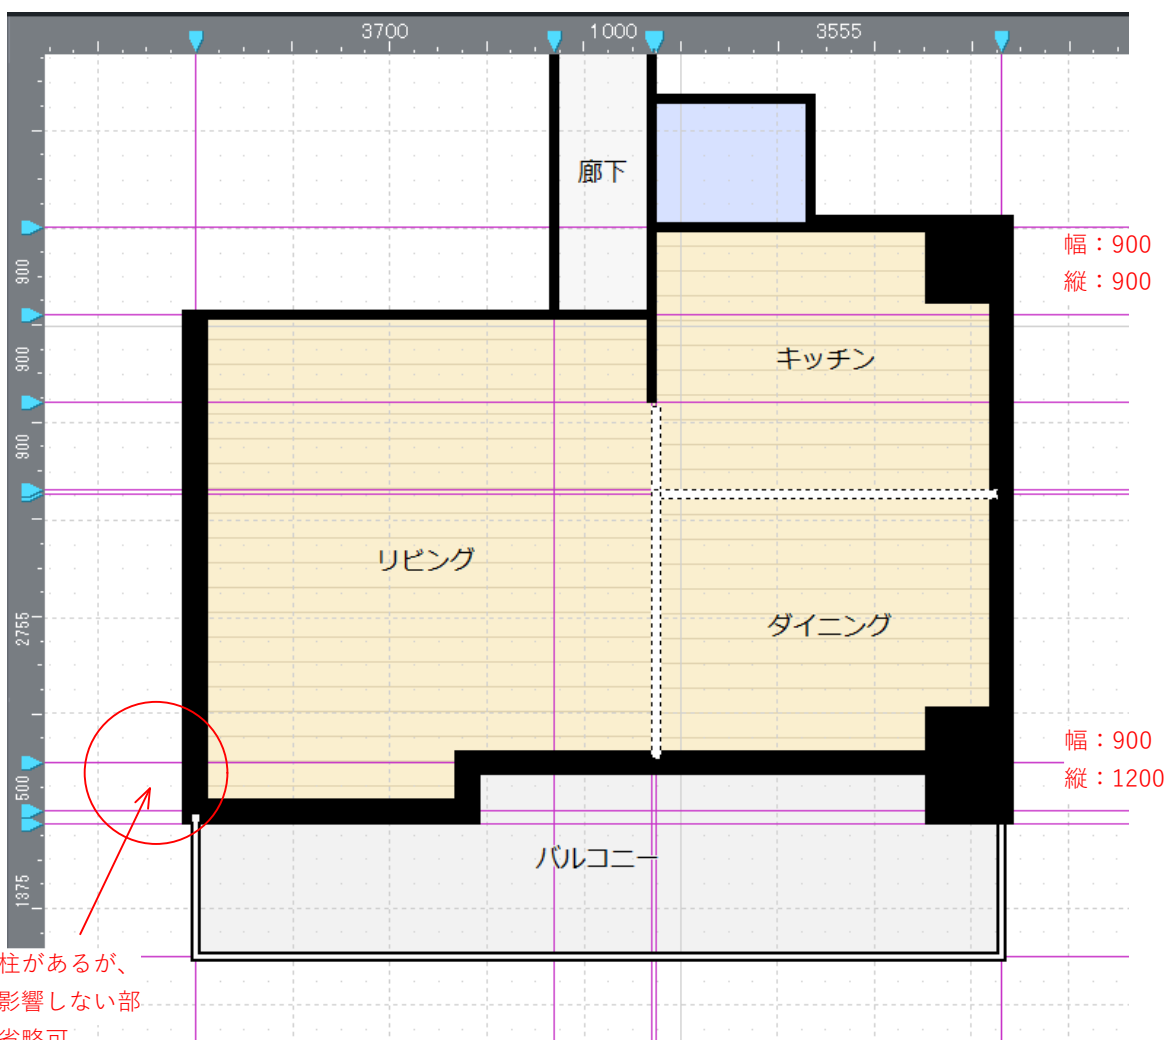 3700
1000
3555
廊下
900
幅：900
縦：900
900
キッチン
900
リビング
2755
ダイニング
幅：900
縦：1200
500
バルコニー
1375
柱があるが、
影響しない部